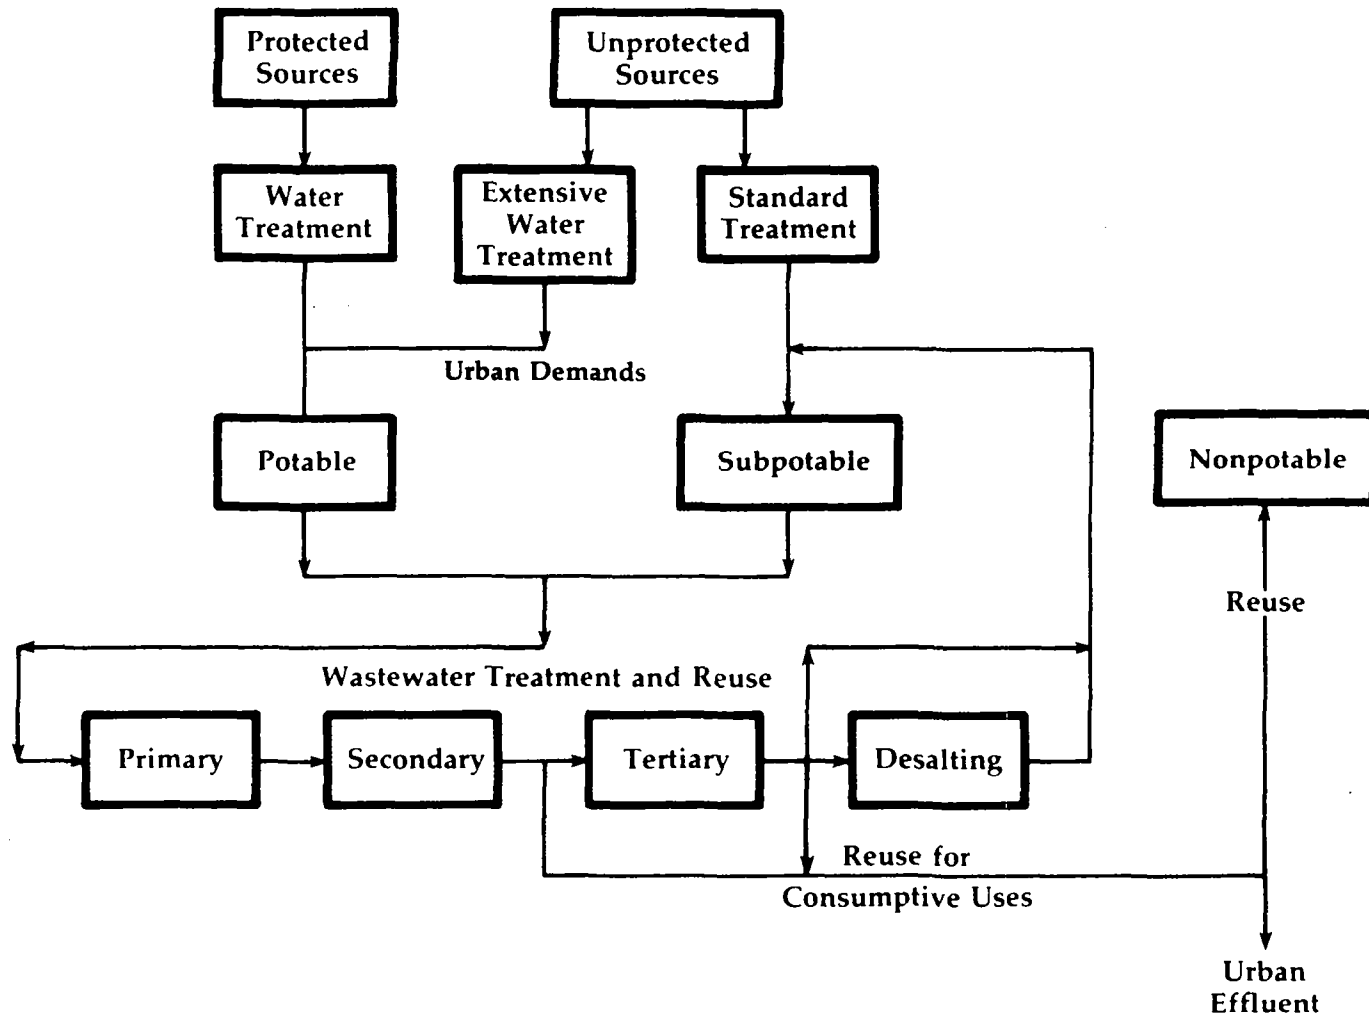 Protected
Sources
Unprotected
Sources
Water
Treatment
Extensive
Water
Treatment
Standard
Treatment
Urban Demands
Potable
Subpotable
Nonpotable
Reuse
Wastewater Treatment and Reuse
Primary
Secondary
Tertiary
Desalting
Reuse for
Consumptive Uses
Urban
Effluent